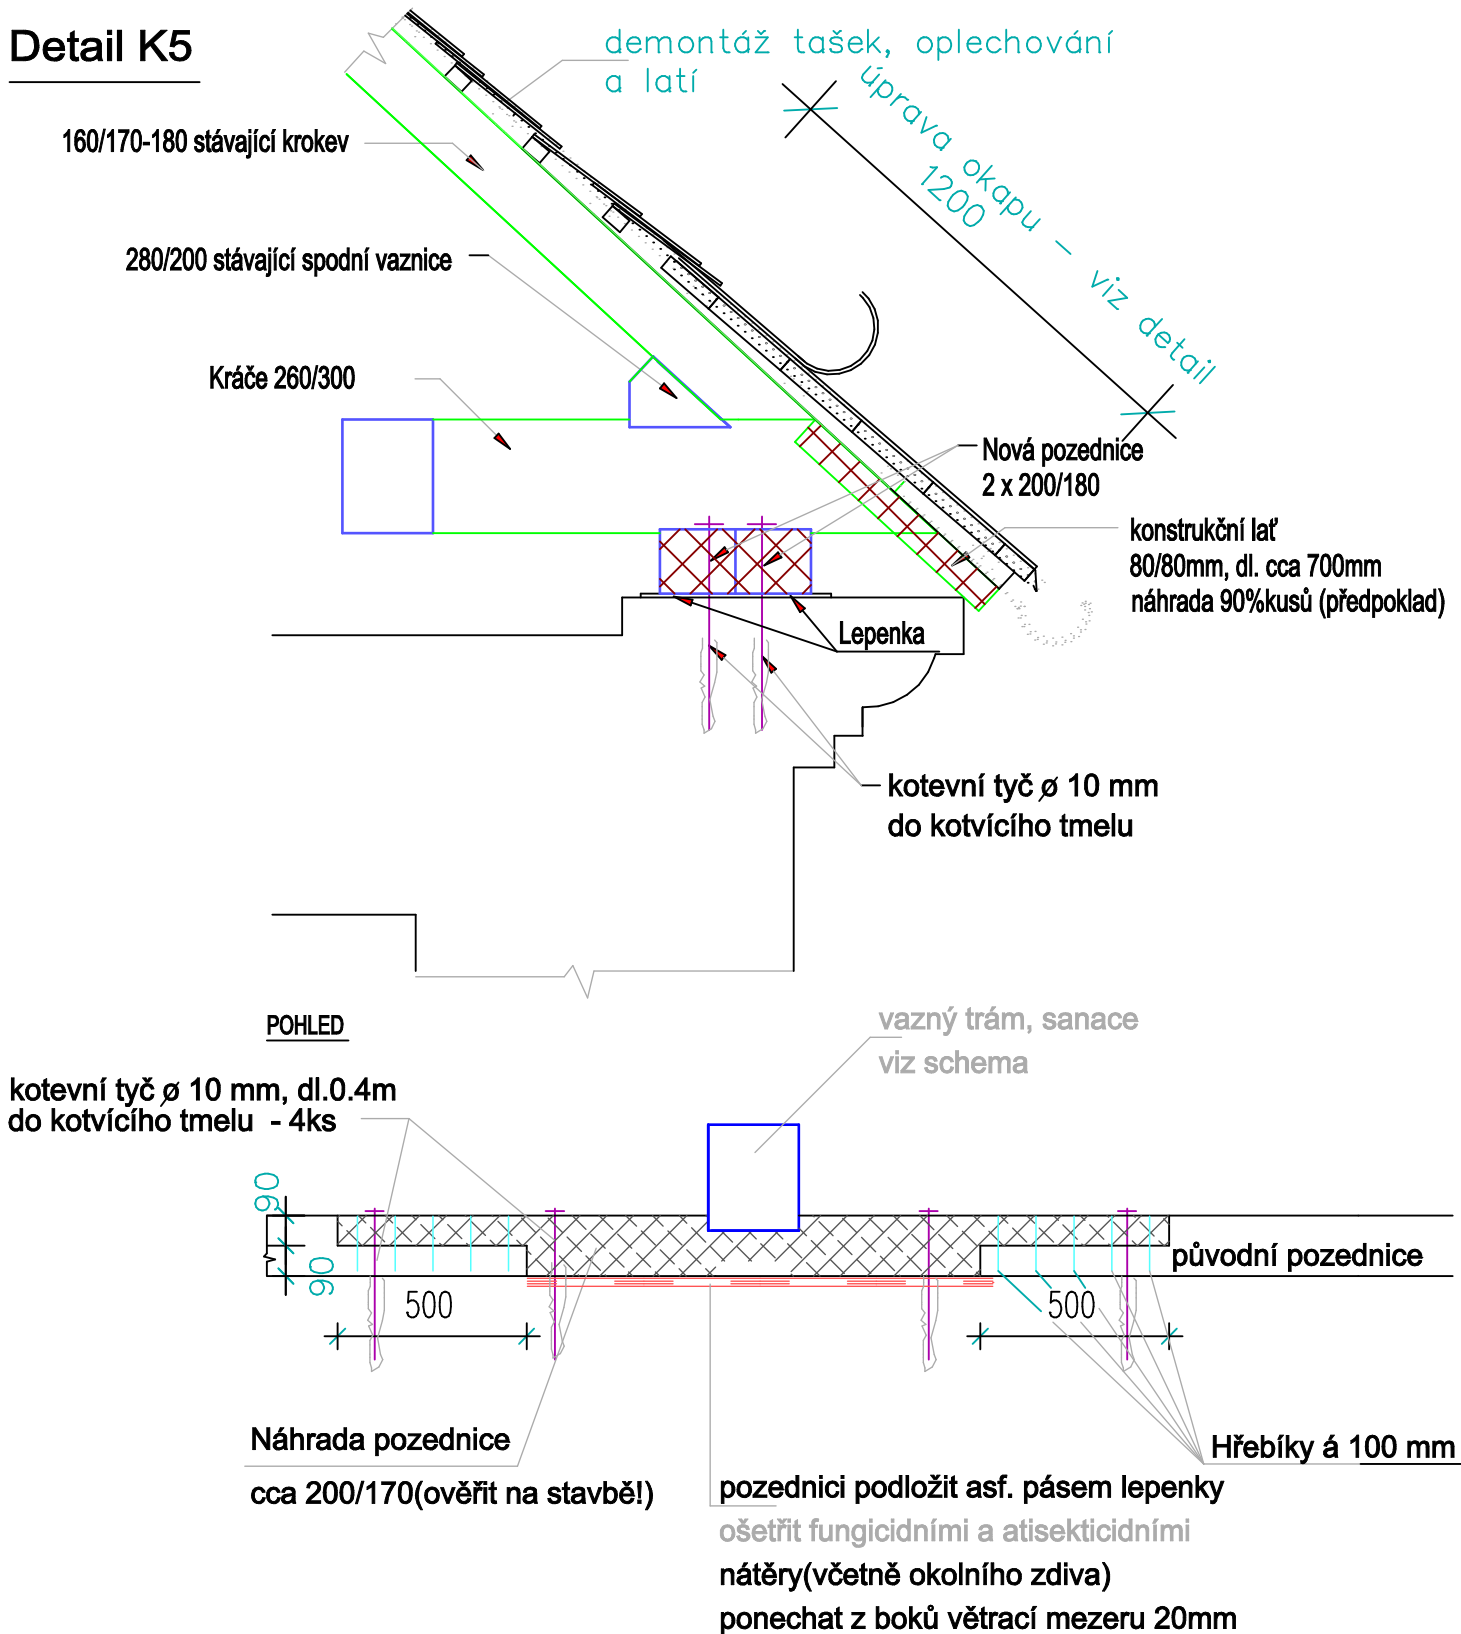 Detail K5
demontáž tašek, oplechování
a latí
úprava okapu – viz detail
1200
160/170-180 stávající krokev
280/200 stávající spodní vaznice
Kráče 260/300
Nová pozednice
2 x 200/180
konstrukční lať
80/80mm, dl. cca 700mm
náhrada 90%kusů (předpoklad)
Lepenka
kotevní tyč ø 10 mm
do kotvícího tmelu
POHLED
vazný trám, sanace
viz schema
kotevní tyč ø 10 mm, dl.0.4m
do kotvícího tmelu - 4ks
90
90
původní pozednice
500
500
Náhrada pozednice
cca 200/170(ověřit na stavbě!)
Hřebíky á 100 mm
pozednici podložit asf. pásem lepenky
ošetřit fungicidními a atisekticidními
nátěry(včetně okolního zdiva)
ponechat z boků větrací mezeru 20mm